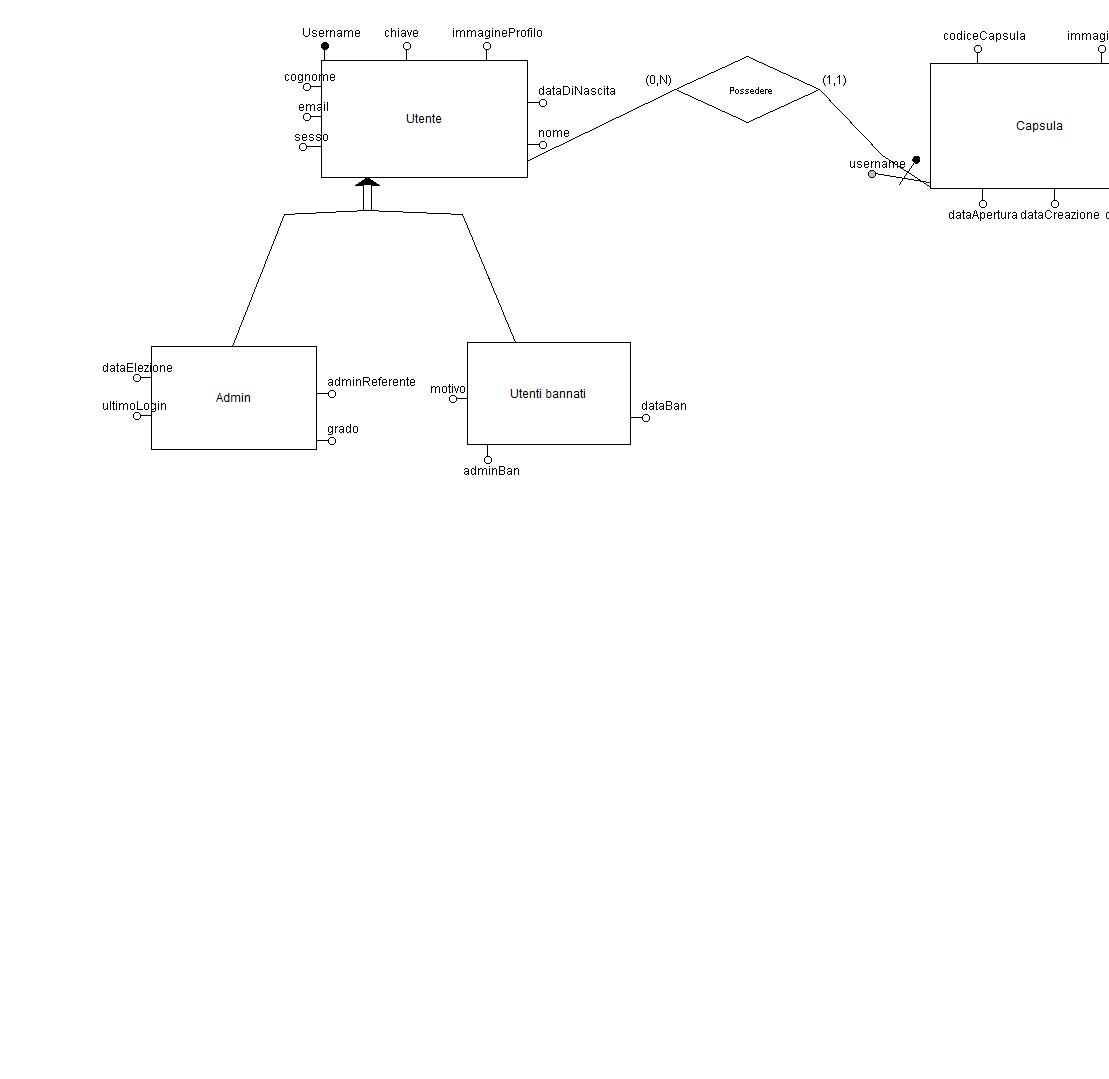 Username
chiave
immagineProfilo
codiceCapsula
cognome
dataDiNascita
(0,N)
Possedere
(1,1)
email
Utente
Capsula
sesso
nome
username
dataApertura
dataCreazione
dataElezione
adminReferente
Admin
ultimoLogin
grado
motivo
Utenti bannati
dataBan
adminBan